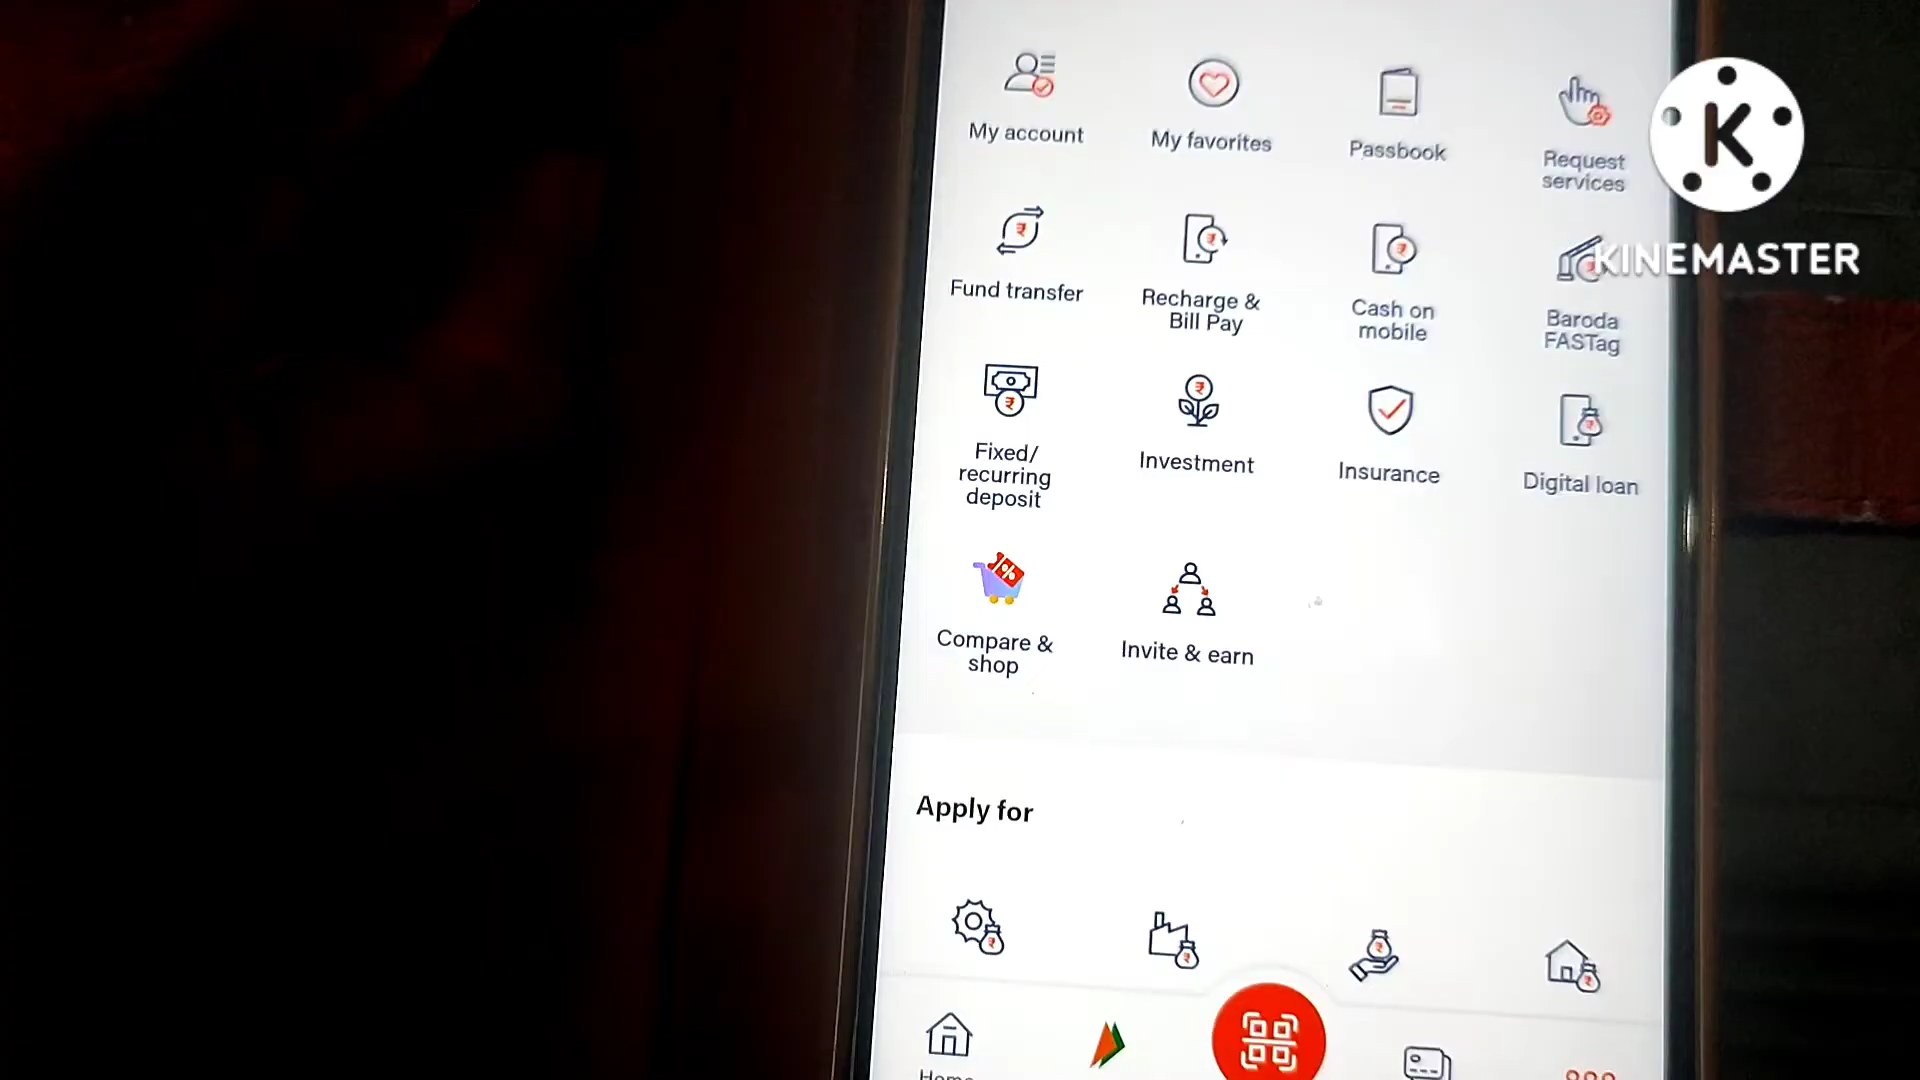 My account
My favorites
Passbook
Request
services
K
KINEMASTER
Fund transfer
Recharge &
Bill Pay
Cash on
mobile
Baroda
FASTag
Fixed/
recurring
deposit
Investment
Insurance
Digital loan
Compare &
shop
Invite & earn
Apply for
Home